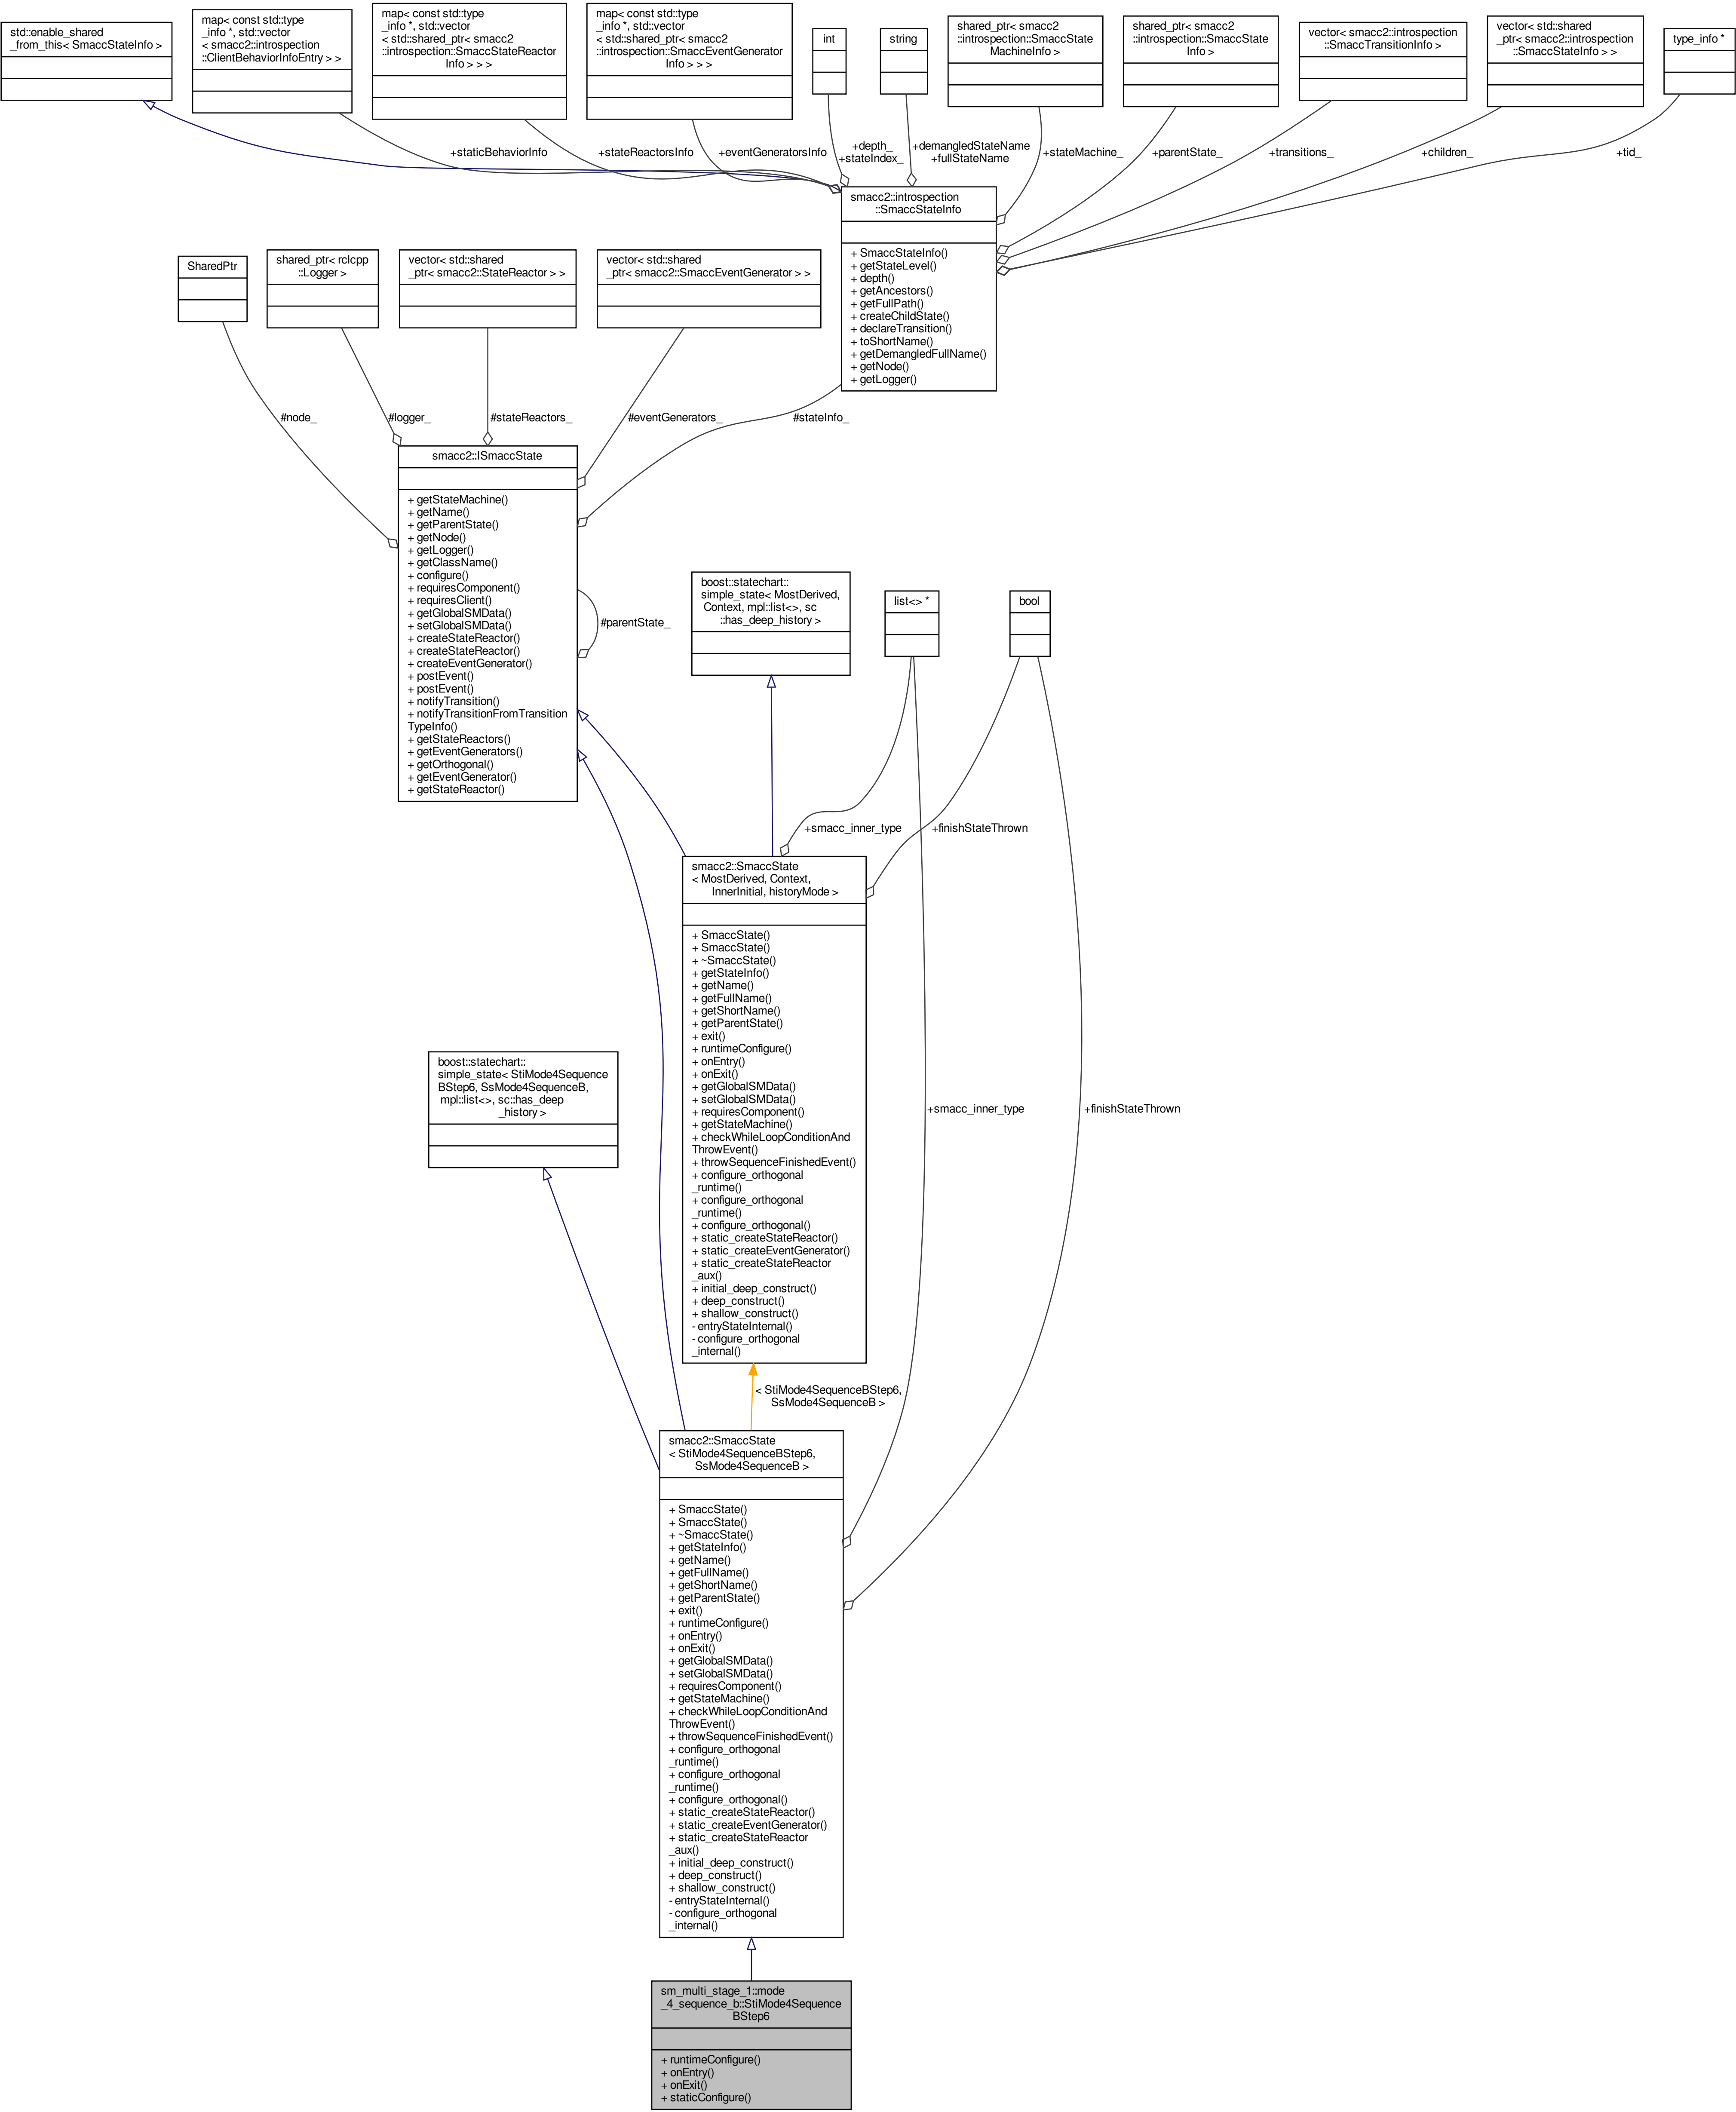 std::enable_shared
_from_this< SmaccStateInfo >
map< const std::type
_info *, std::vector
< smacc2::introspection
::ClientBehaviorInfoEntry > >
map< const std::type
_info *, std::vector
< std::shared_ptr< smacc2
::introspection::SmaccStateReactor
Info > > >
map< const std::type
_info *, std::vector
< std::shared_ptr< smacc2
::introspection::SmaccEventGenerator
Info > > >
int
string
shared_ptr< smacc2
::introspection::SmaccState
MachineInfo >
shared_ptr< smacc2
::introspection::SmaccState
Info >
vector< smacc2::introspection
::SmaccTransitionInfo >
vector< std::shared
_ptr< smacc2::introspection
::SmaccStateInfo > >
type_info *
+staticBehaviorInfo
+stateReactorsInfo
+eventGeneratorsInfo
+depth_
+stateIndex_
+demangledStateName
+fullStateName
+stateMachine_
+parentState_
+transitions_
+children_
+tid_
smacc2::introspection
::SmaccStateInfo
+ SmaccStateInfo()
+ getStateLevel()
+ depth()
+ getAncestors()
+ getFullPath()
+ createChildState()
+ declareTransition()
+ toShortName()
+ getDemangledFullName()
+ getNode()
+ getLogger()
SharedPtr
shared_ptr< rclcpp
::Logger >
vector< std::shared
_ptr< smacc2::StateReactor > >
vector< std::shared
_ptr< smacc2::SmaccEventGenerator > >
#node_
#logger_
#stateReactors_
#eventGenerators_
#stateInfo_
smacc2::ISmaccState
+ getStateMachine()
+ getName()
+ getParentState()
+ getNode()
+ getLogger()
+ getClassName()
+ configure()
+ requiresComponent()
+ requiresClient()
+ getGlobalSMData()
+ setGlobalSMData()
+ createStateReactor()
+ createStateReactor()
+ createEventGenerator()
+ postEvent()
+ postEvent()
+ notifyTransition()
+ notifyTransitionFromTransition
TypeInfo()
+ getStateReactors()
+ getEventGenerators()
+ getOrthogonal()
+ getEventGenerator()
+ getStateReactor()
#parentState_
boost::statechart::
simple_state< MostDerived,
Context, mpl::list<>, sc
::has_deep_history >
list<> *
bool
+smacc_inner_type
+finishStateThrown
smacc2::SmaccState
< MostDerived, Context,
InnerInitial, historyMode >
+ SmaccState()
+ SmaccState()
+ ~SmaccState()
+ getStateInfo()
+ getName()
+ getFullName()
+ getShortName()
+ getParentState()
+ exit()
+ runtimeConfigure()
+ onEntry()
+ onExit()
+ getGlobalSMData()
+ setGlobalSMData()
+ requiresComponent()
+ getStateMachine()
+ checkWhileLoopConditionAnd
ThrowEvent()
+ throwSequenceFinishedEvent()
+ configure_orthogonal
_runtime()
+ configure_orthogonal
_runtime()
+ configure_orthogonal()
+ static_createStateReactor()
+ static_createEventGenerator()
+ static_createStateReactor
_aux()
+ initial_deep_construct()
+ deep_construct()
+ shallow_construct()
- entryStateInternal()
- configure_orthogonal
_internal()
boost::statechart::
simple_state< StiMode4Sequence
BStep6, SsMode4SequenceB,
mpl::list<>, sc::has_deep
_history >
+smacc_inner_type
+finishStateThrown
< StiMode4SequenceBStep6,
SsMode4SequenceB >
smacc2::SmaccState
< StiMode4SequenceBStep6,
SsMode4SequenceB >
+ SmaccState()
+ SmaccState()
+ ~SmaccState()
+ getStateInfo()
+ getName()
+ getFullName()
+ getShortName()
+ getParentState()
+ exit()
+ runtimeConfigure()
+ onEntry()
+ onExit()
+ getGlobalSMData()
+ setGlobalSMData()
+ requiresComponent()
+ getStateMachine()
+ checkWhileLoopConditionAnd
ThrowEvent()
+ throwSequenceFinishedEvent()
+ configure_orthogonal
_runtime()
+ configure_orthogonal
_runtime()
+ configure_orthogonal()
+ static_createStateReactor()
+ static_createEventGenerator()
+ static_createStateReactor
_aux()
+ initial_deep_construct()
+ deep_construct()
+ shallow_construct()
- entryStateInternal()
- configure_orthogonal
_internal()
sm_multi_stage_1::mode
_4_sequence_b::StiMode4Sequence
BStep6
+ runtimeConfigure()
+ onEntry()
+ onExit()
+ staticConfigure()